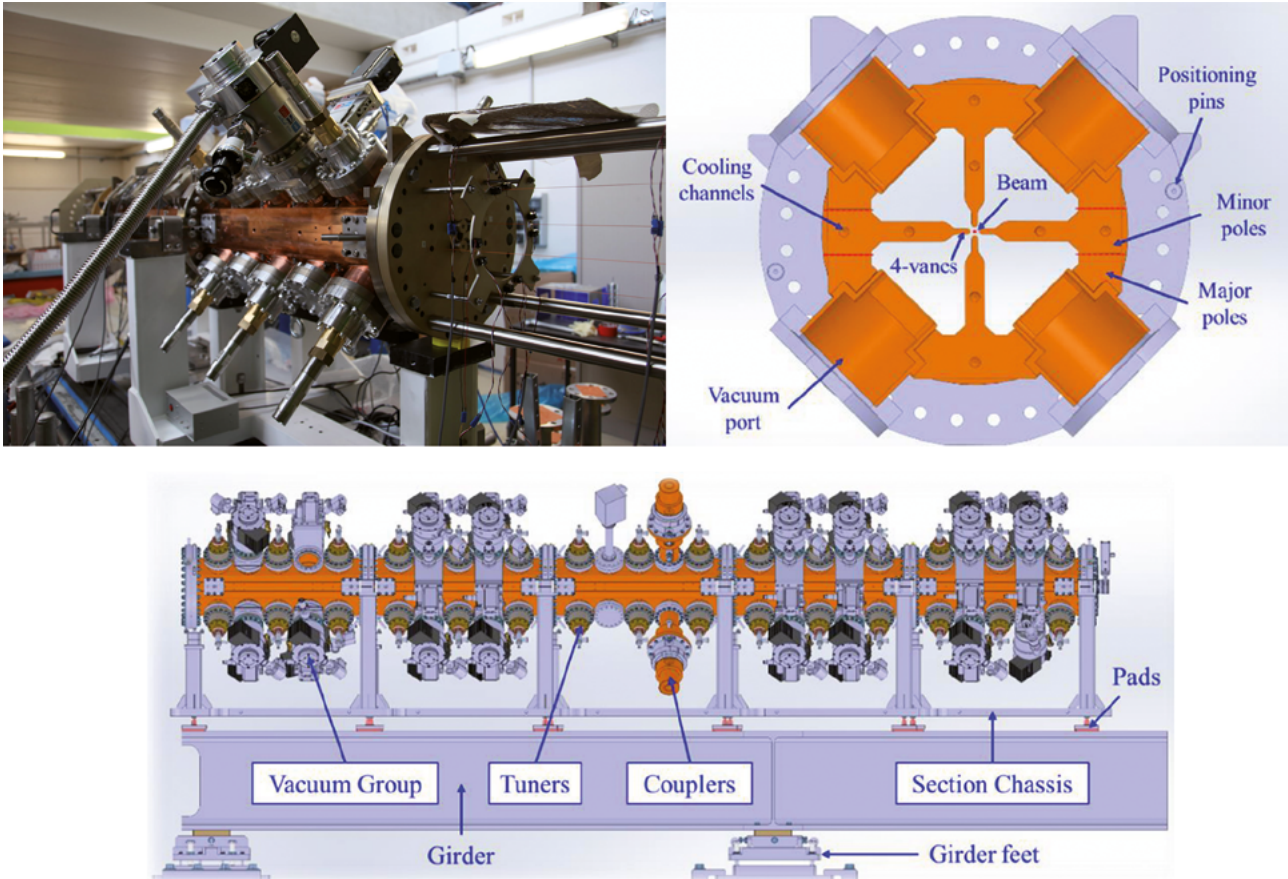 Positioning
pins
Cooling
channels
Beam
Minor
poles
4-vancs
Major
poles
Vacuum
port
Pads
Vacuum Group
Tuners
Couplers
Section Chassis
Girder
Girder feet